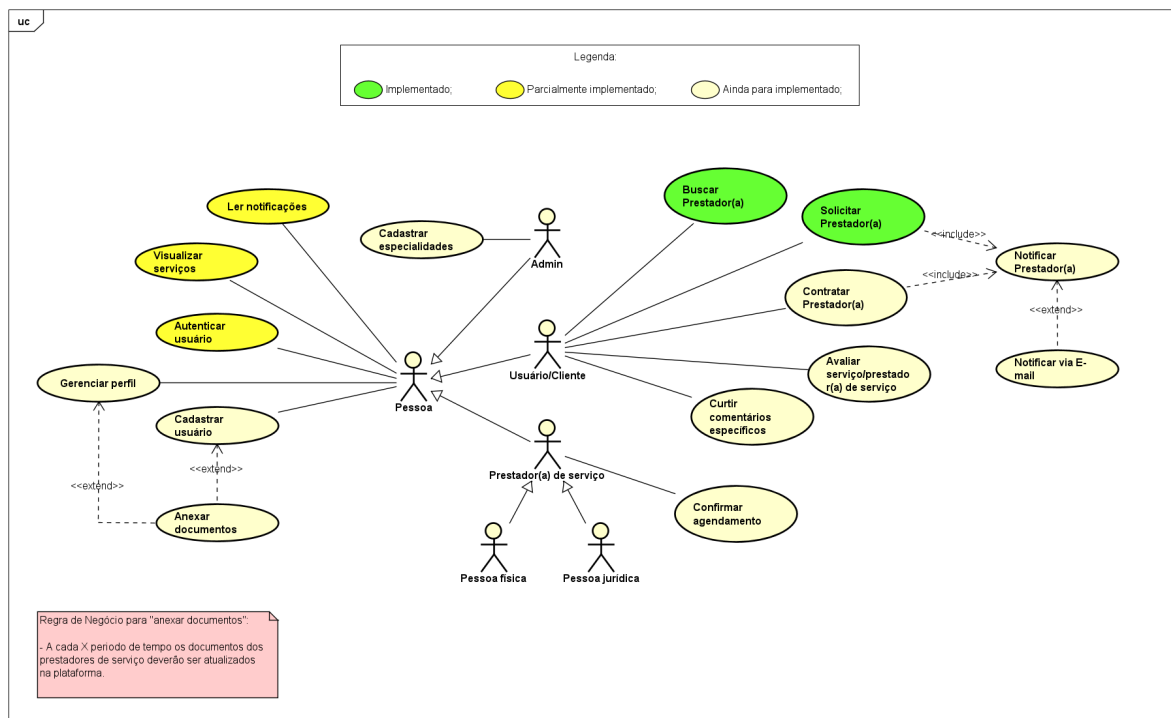 uc
Legenda:
Implementado;
Parcialmente implementado;
Ainda para implementado;
Buscar
Prestador(a)
Solicitar
Prestador(a)
Ler notificações
Cadastrar
especialidades
Admin
<<include>>
Notificar
Prestador(a)
Visualizar
serviços
<<include>>
Contratar
Prestador(a)
<<extend>>
Autenticar
usuário
Usuário/Cliente
Avaliar
serviço/prestado
r(a) de serviço
Notificar via E-
mail
Gerenciar perfil
Pessoa
Curtir
comentários
específicos
Cadastrar
usuário
<<extend>>
Prestador(a) de serviço
<<extend>>
Anexar
documentos
Confirmar
agendamento
Pessoa física
Pessoa jurídica
Regra de Negócio para "anexar documentos":
- A cada X periodo de tempo os documentos dos
prestadores de serviço deverão ser atualizados
na plataforma.